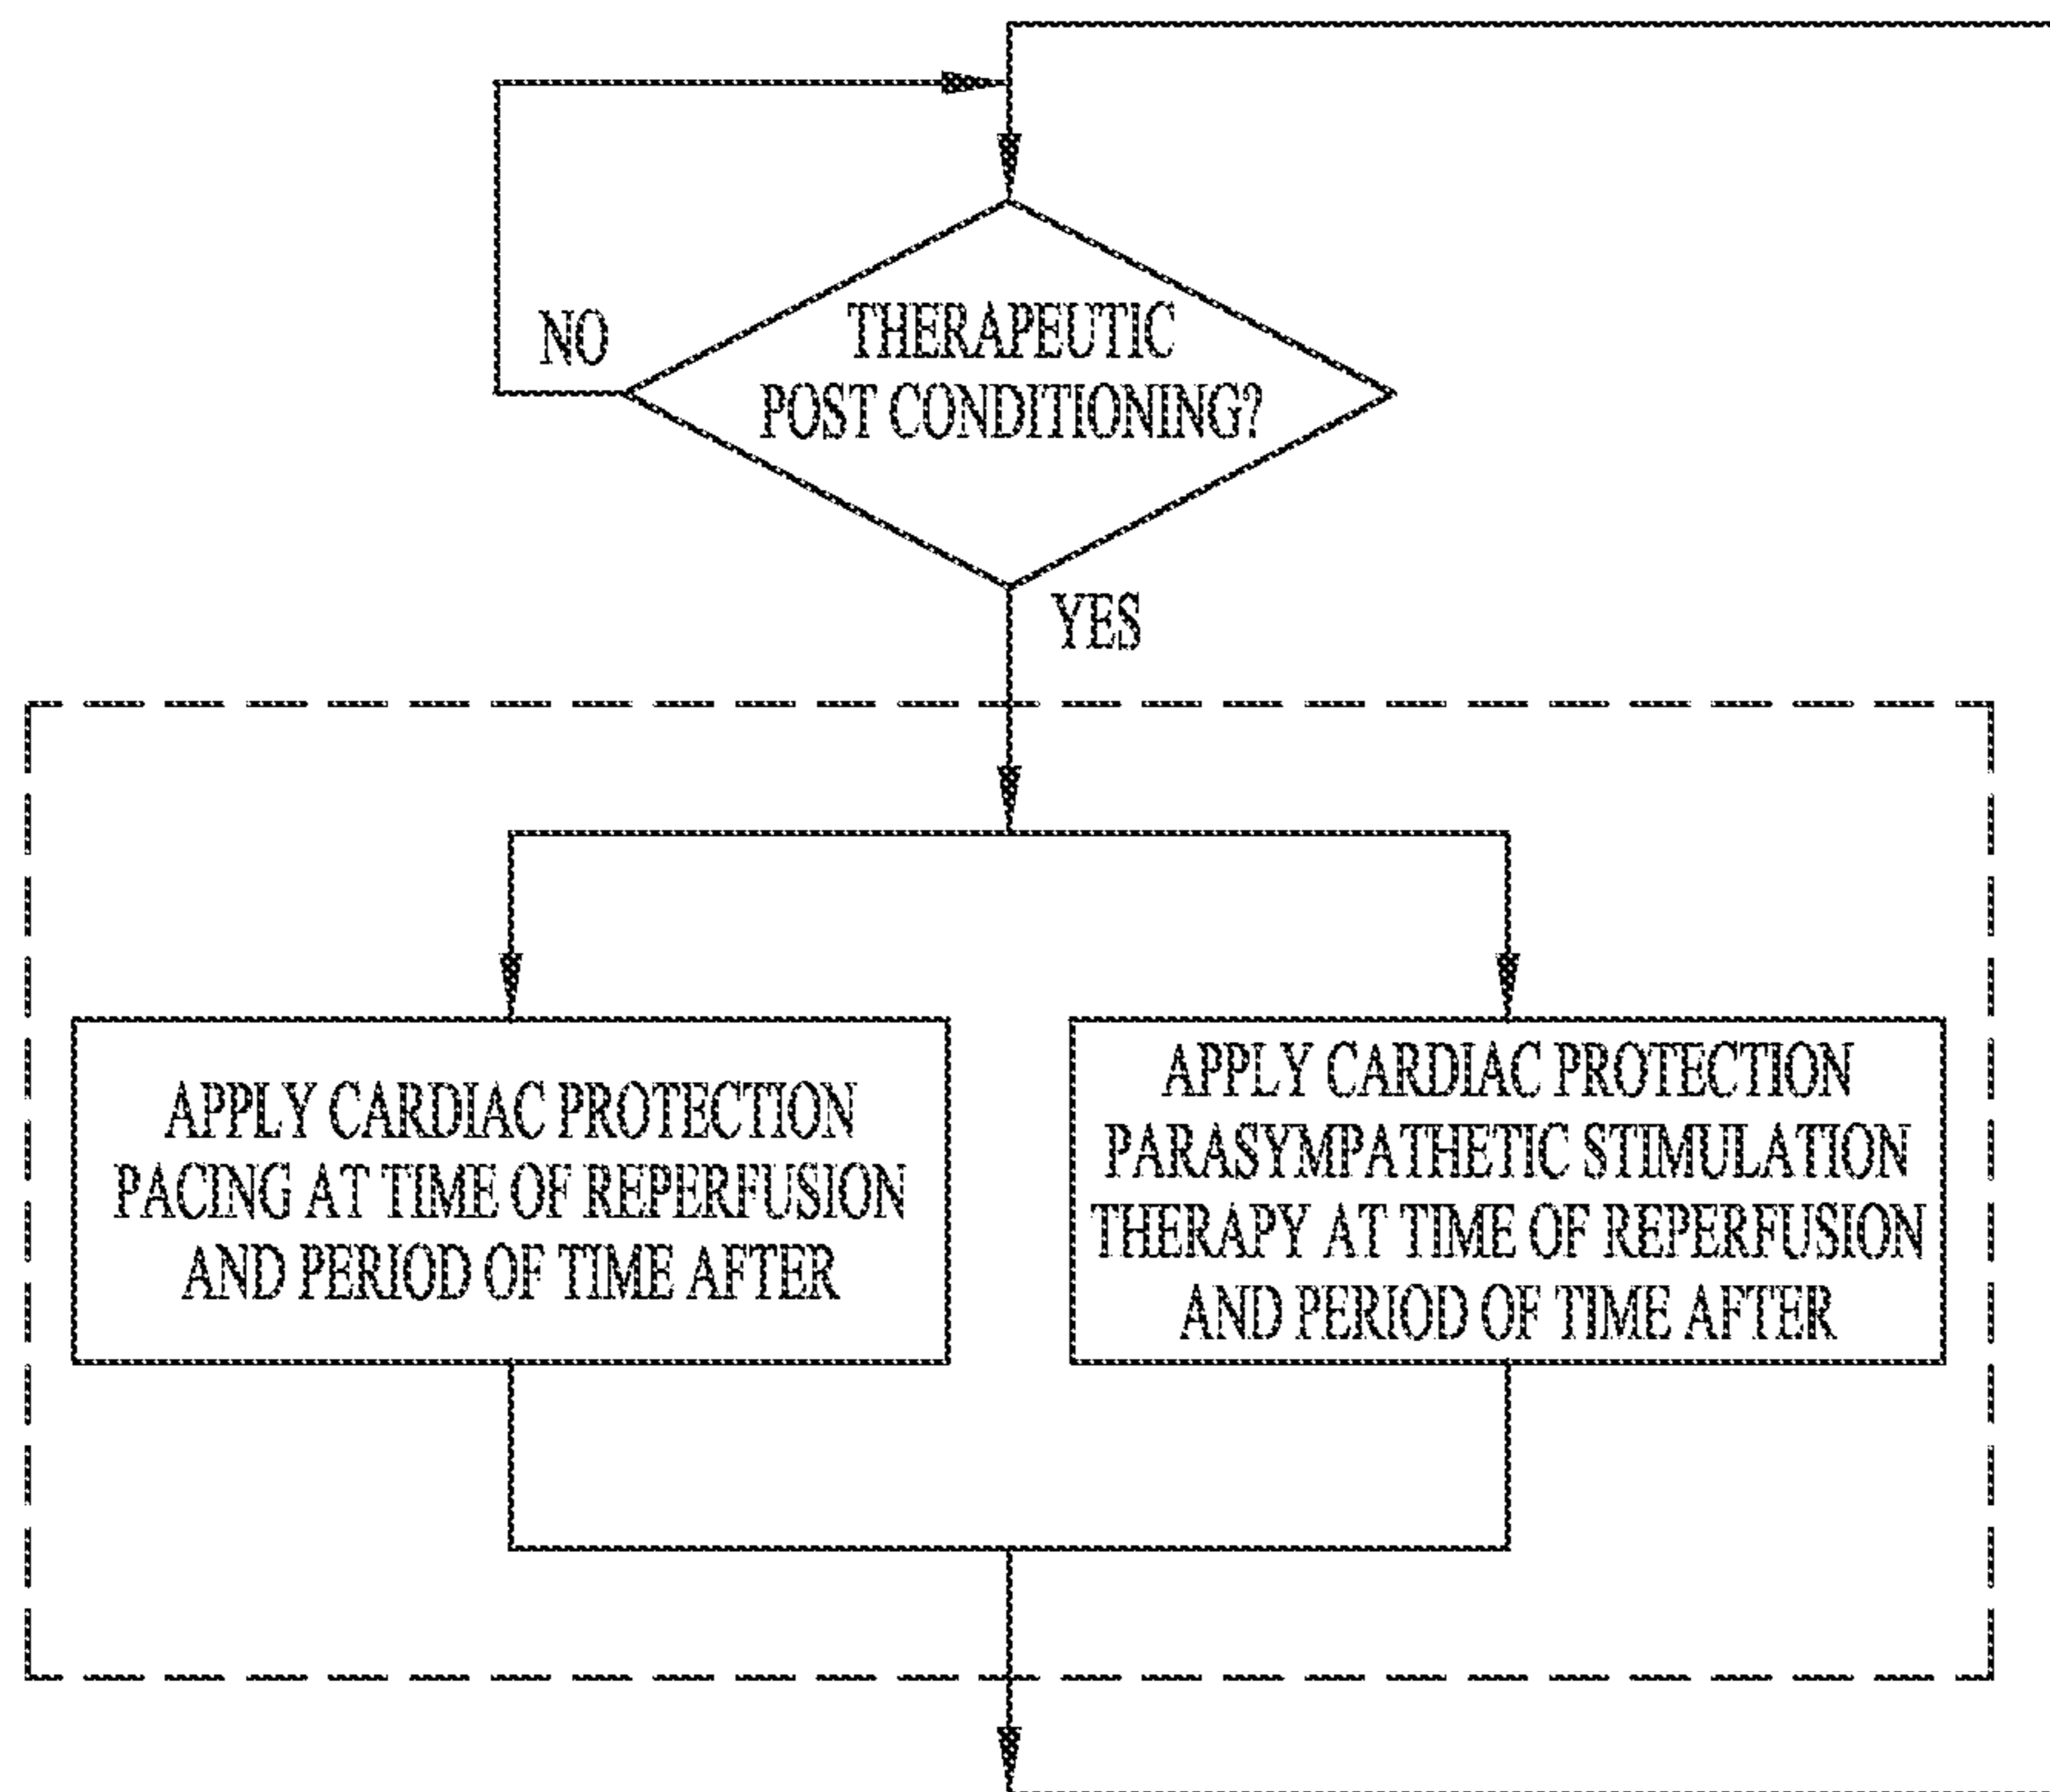 THERAPEUTIC
POST CONDITIONING?
NO
YES
APPLY CARDIAC PROTECTION
PACING AT TIME OF REPERFUSION
AND PERIOD OF TIME AFTER
APPLY CARDIAC PROTECTION
PARASYMPATHETIC STIMULATION
THERAPY AT TIME OF REPERFUSION
AND PERIOD OF TIME AFTER